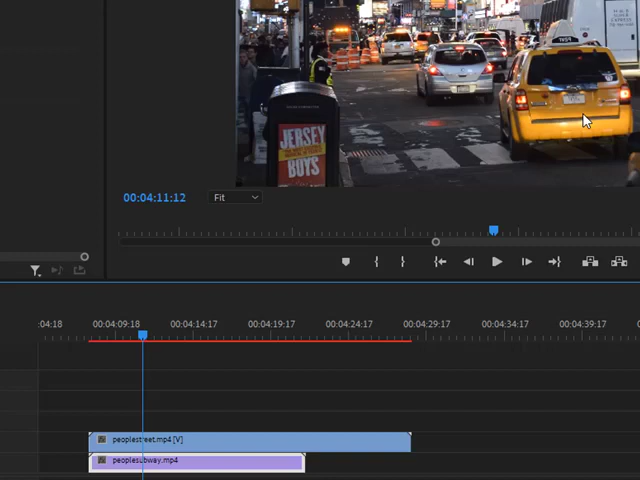 JERSEY
BOYS
00:04:11:12
Fit
:04:18
00:04:09:18
00:04:14:17
00:04:19:17
00:04:24:17
00:04:29:17
00:04:34:17
00:04:39:17
peoplestreet.mp4 [V]
peoplesubway.mp4